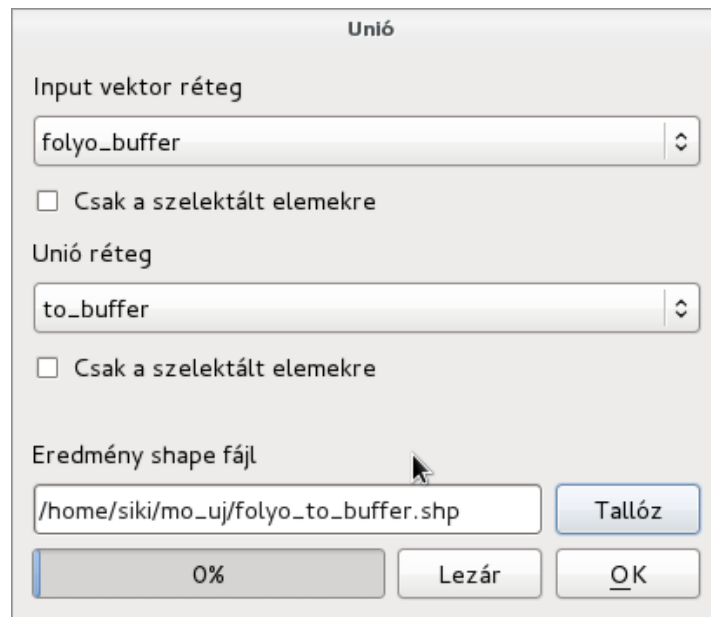 Unió
Input vektor réteg
folyo_buffer
Csak a szelektált elemekre
Unió réteg
to_buffer
Csak a szelektált elemekre
Eredmény shape fájl
/home/siki/mo_uj/folyo_to_buffer.shp
Tallóz
0%
Lezár
OK